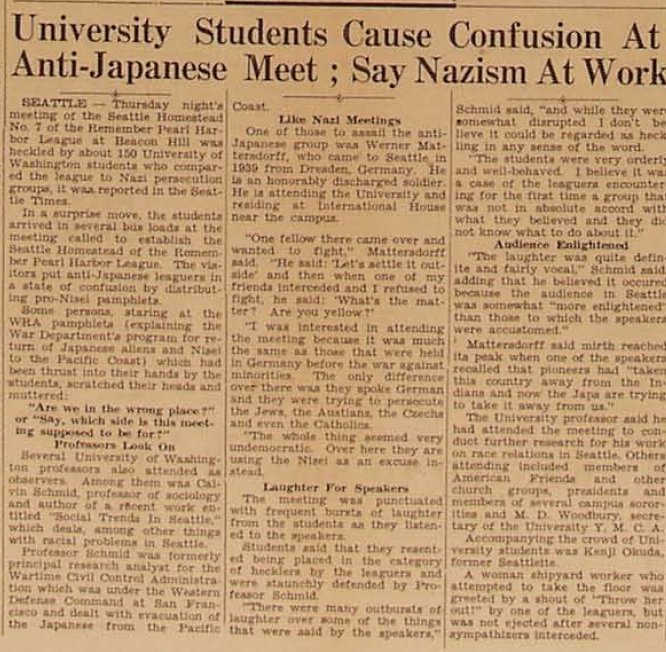 University Students Cause Confusion At
Anti-Japanese Meet ; Say Nazism At Work
SEATTLE — Thursday night's
meeting of the Seattle Homestead
No. 7 of the Remember Pearl Har-
bor League at Beacon Hill was
heckled by about 150 University of
Washington students who compar-
ed the league to Nazi persecution
groups, it was reported in the Seat-
tle Times.
In a surprise move, the students
arrived in several bus loads at the
meeting called to establish the
Seattle Homestead of the Remem-
ber Pearl Harbor League. The vis-
itors put anti-Japanese leaguers in
a state of confusion by distribut-
ing pro-Nisei pamphlets.
Some persons, staring at the
WRA pamphlets (explaining the
War Department's program for re-
turn of Japanese aliens and Nisei
to the Pacific Coast) which had
been thrust into their hands by the
students, scratched their heads and
muttered:
"Are we in the wrong place?"
or "Say, which side is this meet-
ing supposed to be for?"
Professors Look On
Several University of Washing-
ton professors also attended as
observers. Among them was Cal-
vin Schmid, professor of sociology
and author of a recent work en-
titled "Social Trends In Seattle,"
which deals among other things
with racial problems in Seattle.
Professor Schmid was formerly
principal research analyst for the
Wartime Civil Control Administra-
tion which was under the Western
Defense Command at San Fran-
cisco and dealt with evacuation of
the Japanese from the Pacific
Coast.
Like Nazi Meetings
One of those to assail the anti-
Japanese group was Werner Mat-
tersdorff, who came to Seattle in
1939 from Dresden, Germany. He
is an honorably discharged soldier.
He is attending the University and
residing at International House
near the campus.
"One fellow there came over and
wanted to fight," Mattersdorff
said. "He said: 'Let's settle it out-
side' and then when one of my
friends interceded and I refused to
fight, he said: 'What's the mat-
ter? Are you yellow?'
"I was interested in attending
the meeting because it was much
the same as those that were held
in Germany before the war against
minorities. The only difference
over there was they spoke German
and they were trying to persecute
the Jews, the Austians, the Czechs
and even the Catholics.
"The whole thing seemed very
undemocratic. Over here they are
using the Nisei as an excuse in-
stead.
Laughter For Speakers
The meeting was punctuated
with frequent bursts of laughter
from the students as they listen-
ed to the speakers.
Students said that they resent-
ed being placed in the category
of hecklers by the leaguers and
were staunchly defended by Pro-
fessor Schmid.
"There were many outbursts of
laughter over some of the things
that were said by the speakers,"
Schmid said, "and while they were
somewhat disrupted I don't be-
lieve it could be regarded as heck-
ling in any sense of the word.
"The students were very orderly
and well-behaved. I believe it was
a case of the leaguers encounter-
ing for the first time a group that
was not in absolute accord with
what they believed and they did
not know what to do about it."
Audience Enlightened
"The laughter was quite defin-
ite and fairly vocal," Schmid said,
adding that he believed it occured
because the audience in Seattle
was somewhat "more enlightened"
than those to which the speakers
were accustomed."
Mattersdorff said mirth reached
its peak when one of the speakers
recalled that pioneers had "taken
this country away from the In-
dians and now the Japs are trying
to take it away from us."
The University professor said he
had attended the meeting to con-
duct further research for his work
on race relations in Seattle. Others
attending included members of
American Friends and other
church groups, presidents and
members of several campus soror-
ities and M. D. Woodbury, secre-
tary of the University Y. M. C. A.
Accompanying the crowd of Uni-
versity students was Kenji Okuda,
former Seattleite.
A woman shipyard worker who
attempted to take the floor was
greeted by a shout of "Throw her
out!" by one of the leaguers, but
was not ejected after several non-
sympathizers interceded.